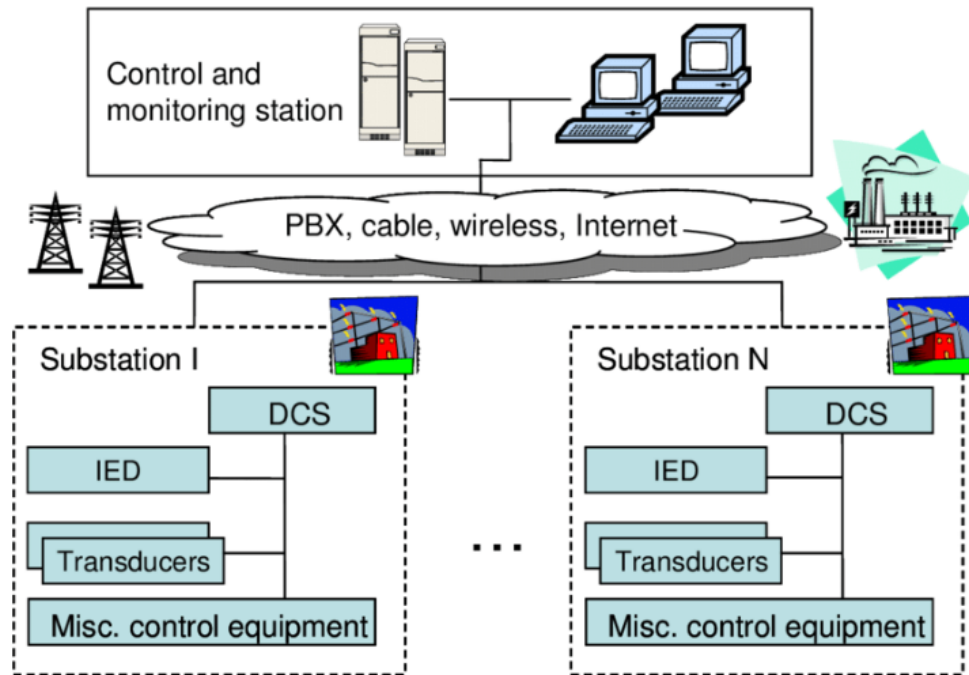 Control and
monitoring station
PBX, cable, wireless, Internet
Substation I
DCS
IED
Transducers
Misc. control equipment
...
Substation N
DCS
IED
Transducers
Misc. control equipment